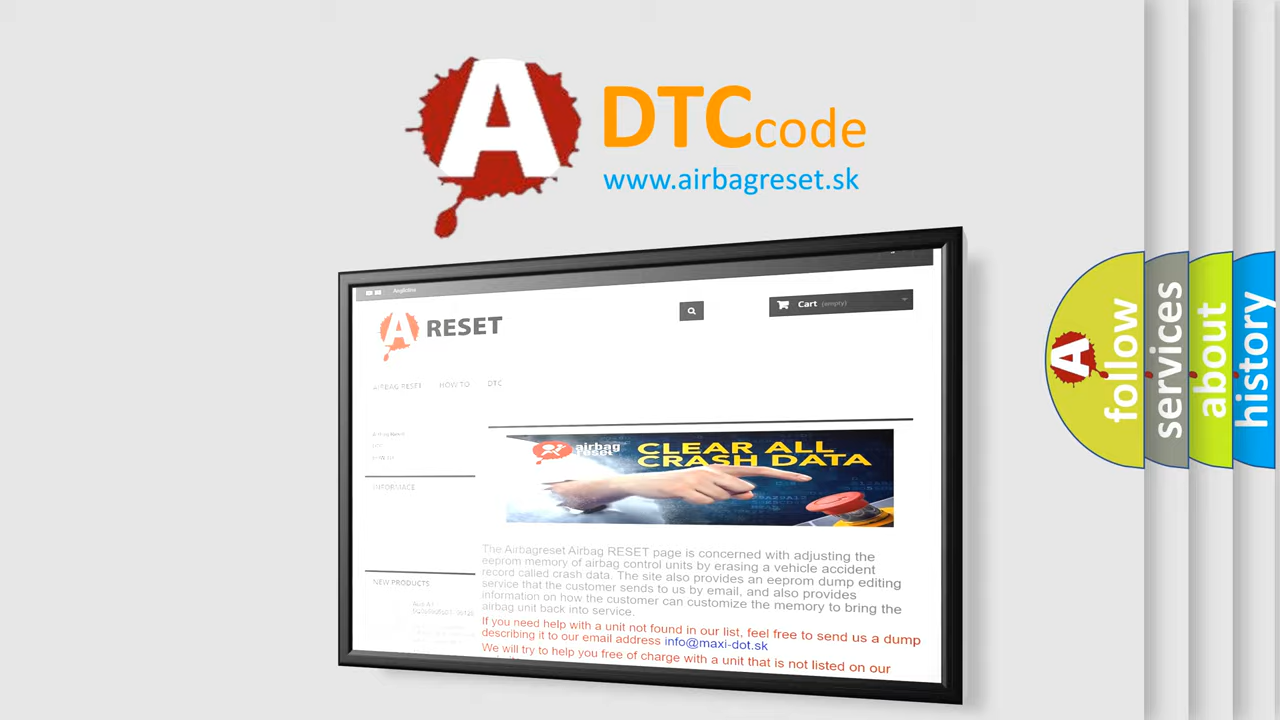 A DTCcode
www.airbagreset.sk
Anglictina
A RESET
Cart (empty)
AIRBAG RESET HOW TO DTC
INFORMACE
NEW PRODUCTS
airbag
reset
CLEAR ALL
CRASH DATA
The Airbagreset Airbag RESET page is concerned with adjusting the
eeprom memory of airbag control units by erasing a vehicle accident
record called crash data. The site also provides an eeprom dump editing
service that the customer sends to us by email, and also provides
information on how the customer can customize the memory to bring the
airbag unit back into service.
If you need help with a unit not found in our list, feel free to send us a dump
describing it to our email address info@maxi-dot.sk
We will try to help you free of charge with a unit that is not listed on our
A follow
services
about
history